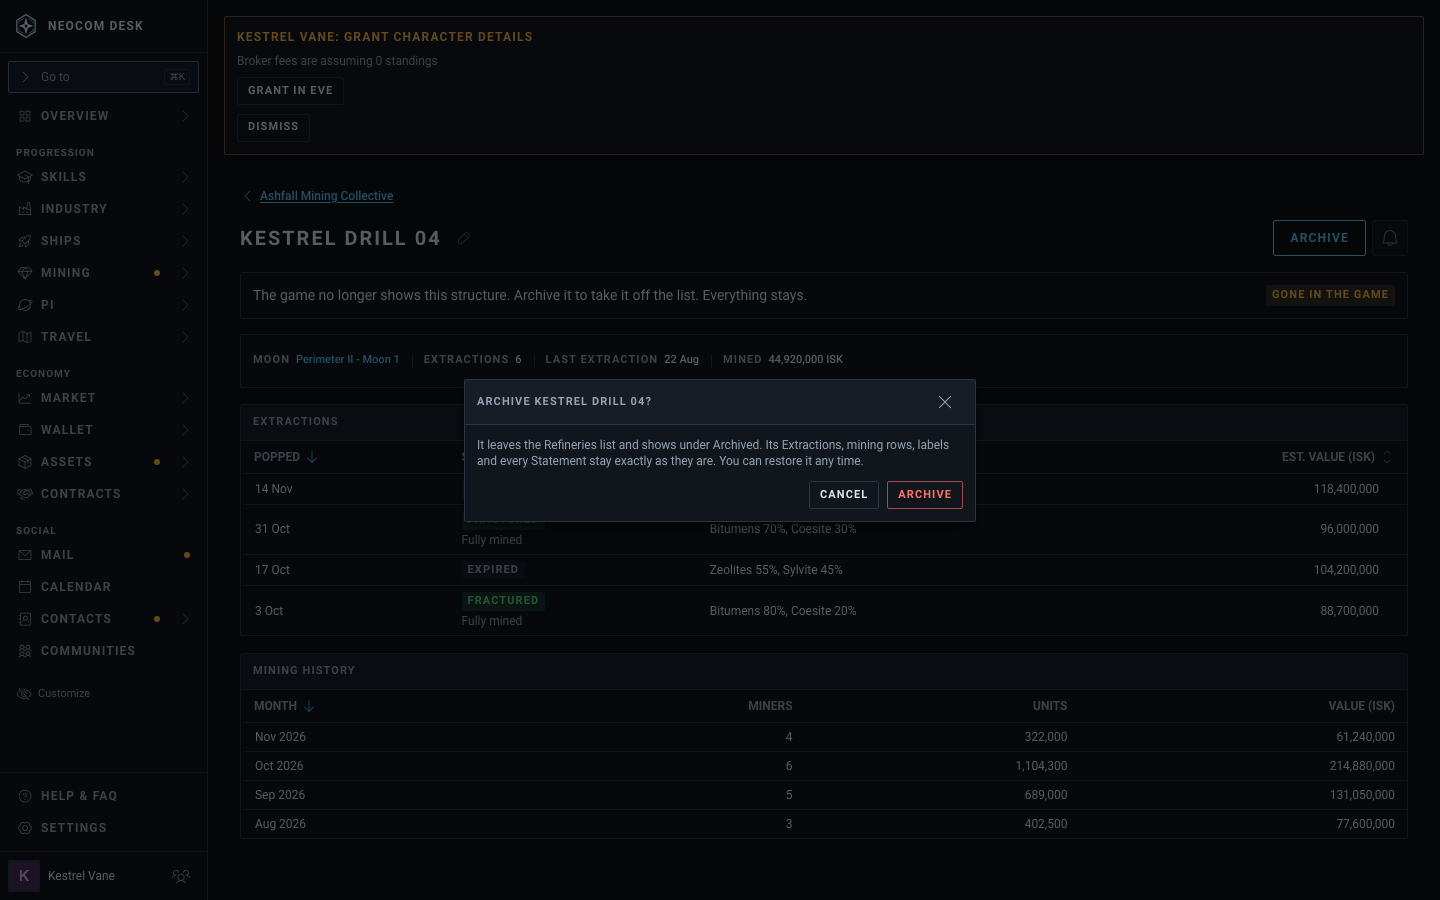 NEOCOM DESK
Go to
⌘K
OVERVIEW
PROGRESSION
SKILLS
INDUSTRY
SHIPS
MINING
PI
TRAVEL
ECONOMY
MARKET
WALLET
ASSETS
CONTRACTS
SOCIAL
MAIL
CALENDAR
CONTACTS
COMMUNITIES
Customize
HELP & FAQ
SETTINGS
K
Kestrel Vane
KESTREL VANE: GRANT CHARACTER DETAILS
Broker fees are assuming 0 standings
GRANT IN EVE
DISMISS
Ashfall Mining Collective
KESTREL DRILL 04
ARCHIVE
The game no longer shows this structure. Archive it to take it off the list. Everything stays.
GONE IN THE GAME
MOON Perimeter II - Moon 1 EXTRACTIONS 6 LAST EXTRACTION 22 Aug MINED 44,920,000 ISK
ARCHIVE KESTREL DRILL 04?
It leaves the Refineries list and shows under Archived. Its Extractions, mining rows, labels
and every Statement stay exactly as they are. You can restore it any time.
CANCEL
ARCHIVE
EXTRACTIONS
POPPED EST. VALUE (ISK)
14 Nov 118,400,000
31 Oct Fully mined Bitumens 70%, Coesite 30% 96,000,000
17 Oct EXPIRED Zeolites 55%, Sylvite 45% 104,200,000
3 Oct FRACTURED Bitumens 80%, Coesite 20% 88,700,000
Fully mined
MINING HISTORY
MONTH MINERS UNITS VALUE (ISK)
Nov 2026 4 322,000 61,240,000
Oct 2026 6 1,104,300 214,880,000
Sep 2026 5 689,000 131,050,000
Aug 2026 3 402,500 77,600,000